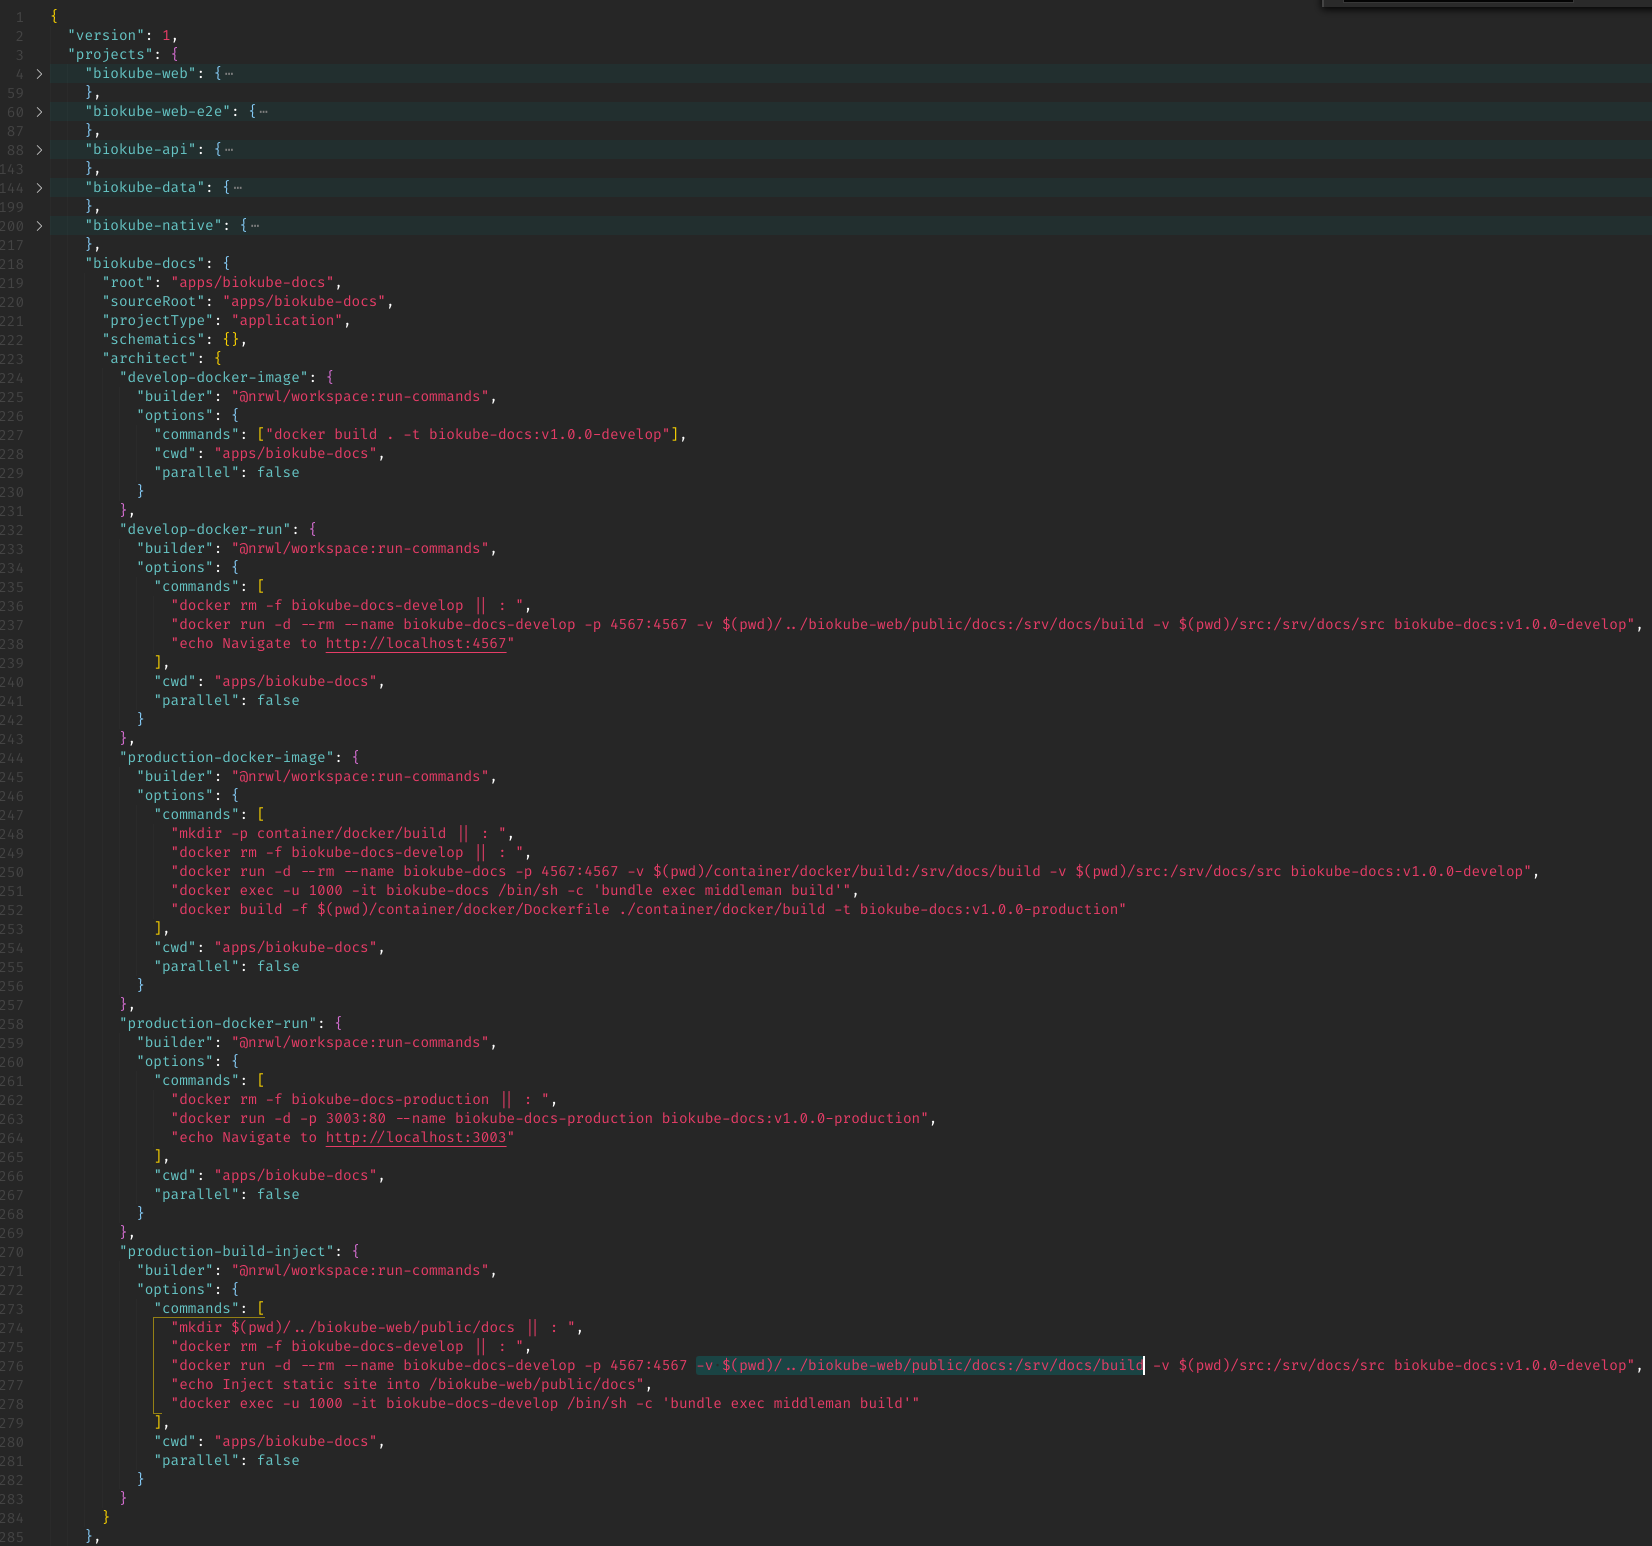 1 {
2 "version": 1,
3 "projects": {
4 > "biokube-web": {…
59 },
60 > "biokube-web-e2e": {…
87 },
88 > "biokube-api": {…
143 },
144 > "biokube-data": {…
199 },
200 > "biokube-native": {…
217 },
218 "biokube-docs": {
219 "root": "apps/biokube-docs",
220 "sourceRoot": "apps/biokube-docs",
221 "projectType": "application",
222 "schematics": {},
223 "architect": {
224 "develop-docker-image": {
225 "builder": "@nrwl/workspace:run-commands",
226 "options": {
227 "commands": ["docker build . -t biokube-docs:v1.0.0-develop"],
228 "cwd": "apps/biokube-docs",
229 "parallel": false
230 }
231 },
232 "develop-docker-run": {
233 "builder": "@nrwl/workspace:run-commands",
234 "options": {
235 "commands": [
236 "docker rm -f biokube-docs-develop || : ",
237 "docker run -d --rm --name biokube-docs-develop -p 4567:4567 -v $(pwd)/../biokube-web/public/docs:/srv/docs/build -v $(pwd)/src:/srv/docs/src biokube-docs:v1.0.0-develop",
238 "echo Navigate to http://localhost:4567"
239 ],
240 "cwd": "apps/biokube-docs",
241 "parallel": false
242 }
243 },
244 "production-docker-image": {
245 "builder": "@nrwl/workspace:run-commands",
246 "options": {
247 "commands": [
248 "mkdir -p container/docker/build || : ",
249 "docker rm -f biokube-docs-develop || : ",
250 "docker run -d --rm --name biokube-docs -p 4567:4567 -v $(pwd)/container/docker/build:/srv/docs/build -v $(pwd)/src:/srv/docs/src biokube-docs:v1.0.0-develop",
251 "docker exec -u 1000 -it biokube-docs /bin/sh -c 'bundle exec middleman build'",
252 "docker build -f $(pwd)/container/docker/Dockerfile ./container/docker/build -t biokube-docs:v1.0.0-production"
253 ],
254 "cwd": "apps/biokube-docs",
255 "parallel": false
256 }
257 },
258 "production-docker-run": {
259 "builder": "@nrwl/workspace:run-commands",
260 "options": {
261 "commands": [
262 "docker rm -f biokube-docs-production || : ",
263 "docker run -d -p 3003:80 --name biokube-docs-production biokube-docs:v1.0.0-production",
264 "echo Navigate to http://localhost:3003"
265 ],
266 "cwd": "apps/biokube-docs",
267 "parallel": false
268 }
269 },
270 "production-build-inject": {
271 "builder": "@nrwl/workspace:run-commands",
272 "options": {
273 "commands": [
274 "mkdir $(pwd)/../biokube-web/public/docs || : ",
275 "docker rm -f biokube-docs-develop || : ",
276 "docker run -d --rm --name biokube-docs-develop -p 4567:4567 -v $(pwd)/../biokube-web/public/docs:/srv/docs/build -v $(pwd)/src:/srv/docs/src biokube-docs:v1.0.0-develop",
277 "echo Inject static site into /biokube-web/public/docs",
278 "docker exec -u 1000 -it biokube-docs-develop /bin/sh -c 'bundle exec middleman build'"
279 ],
280 "cwd": "apps/biokube-docs",
281 "parallel": false
282 }
283 }
284 }
285 },